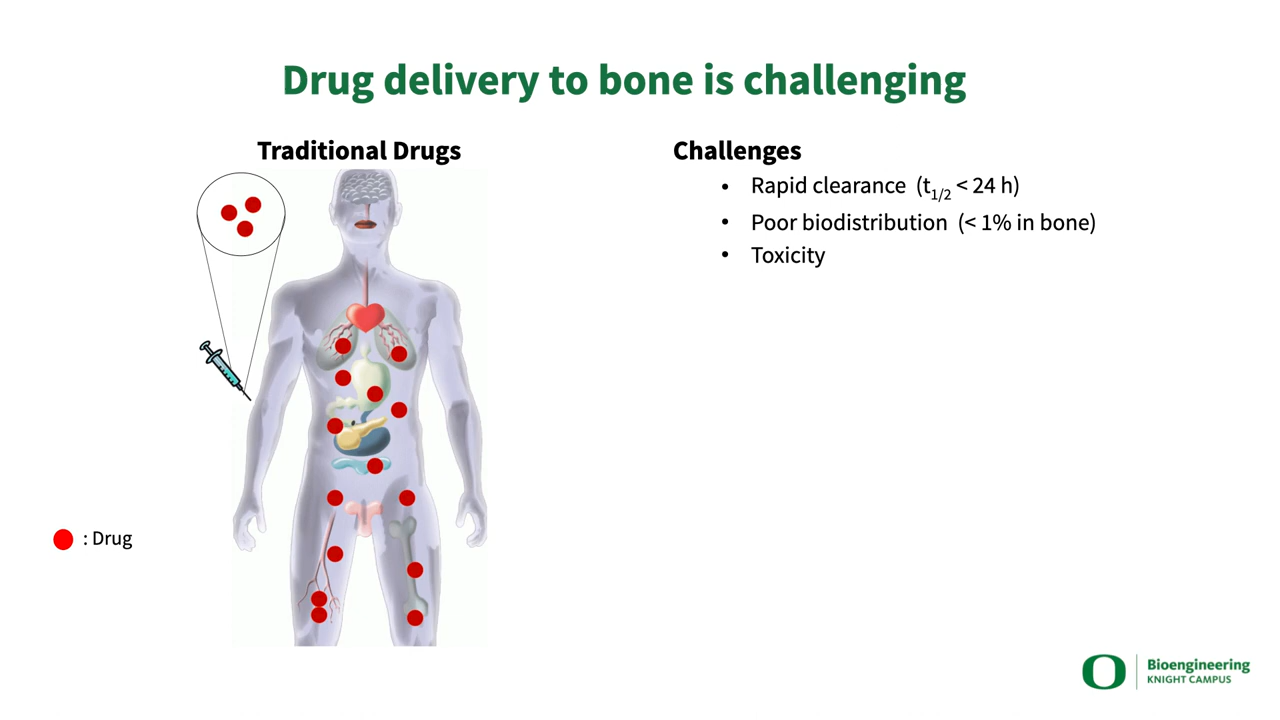 Drug delivery to bone is challenging
Traditional Drugs
Challenges
• Rapid clearance (t1/2 < 24 h)
• Poor biodistribution (< 1% in bone)
• Toxicity
: Drug
O
Bioengineering
KNIGHT CAMPUS